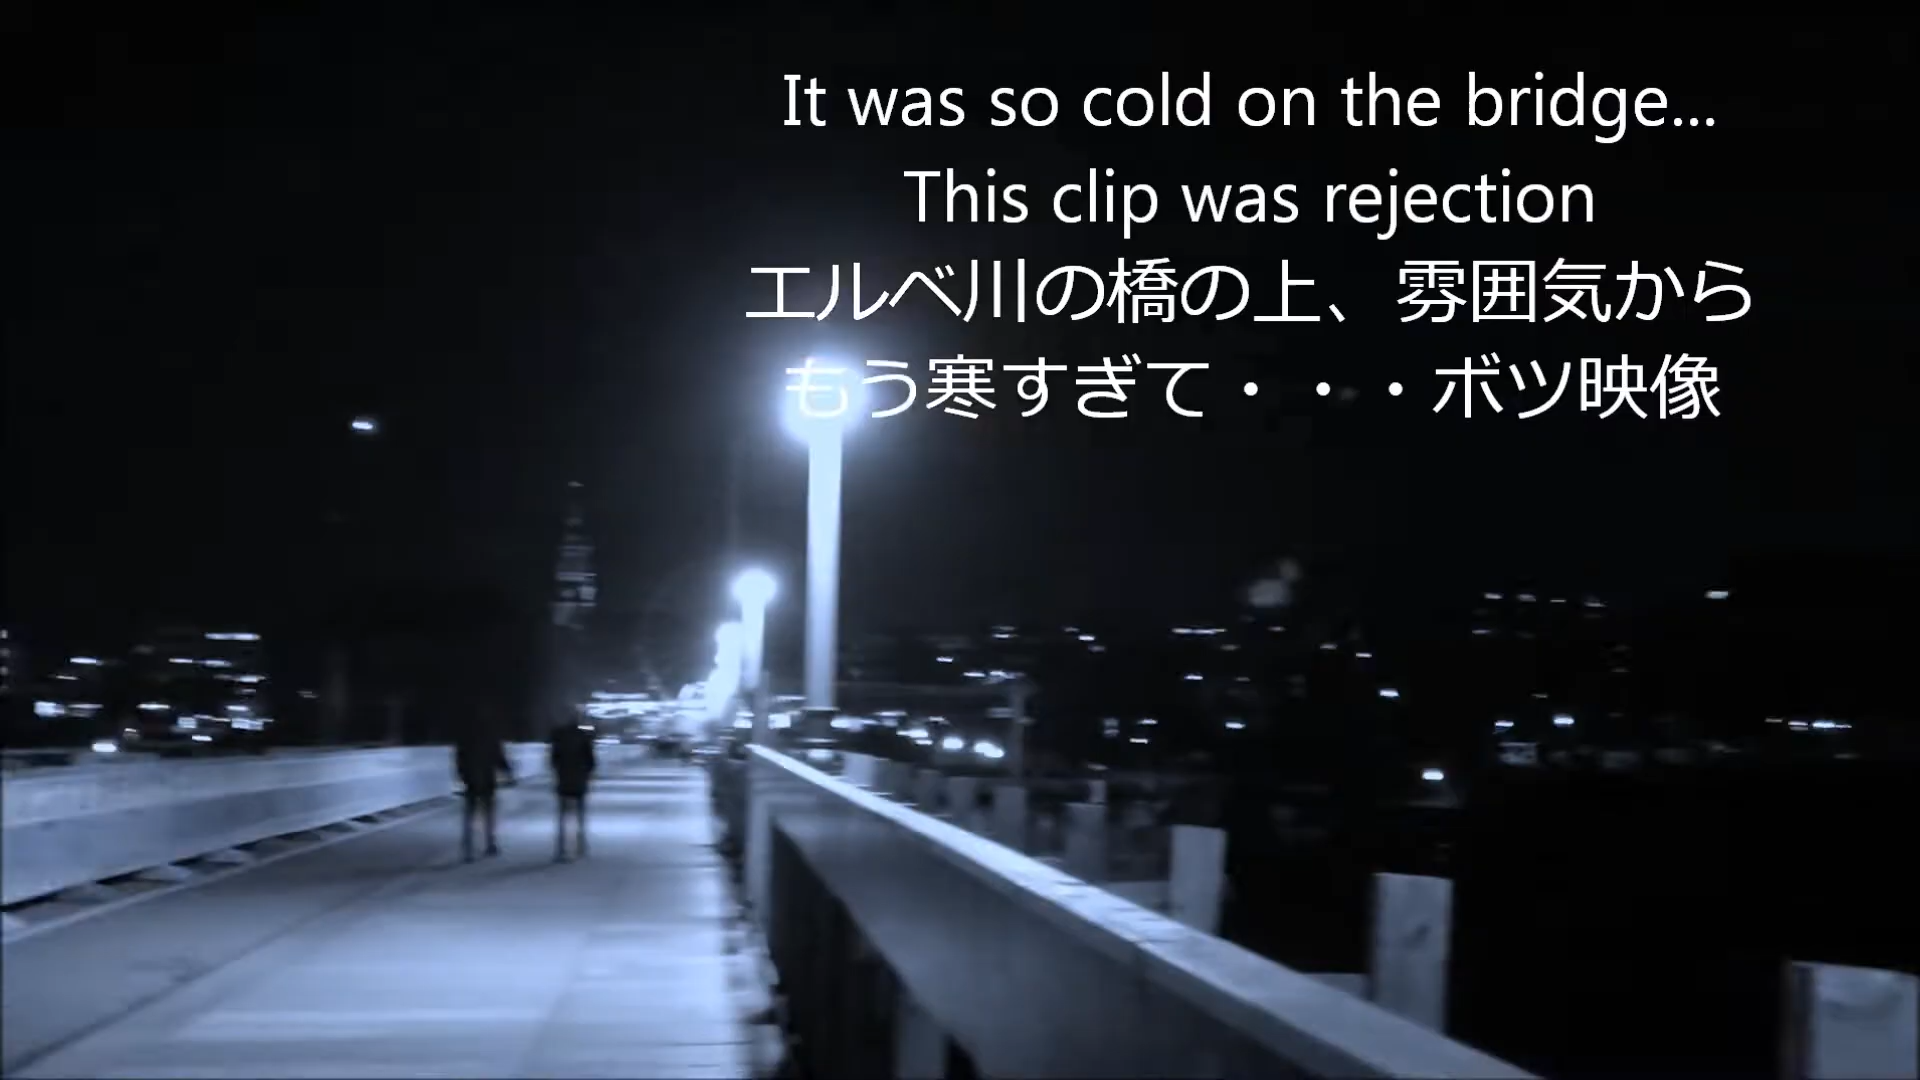 It was so cold on the bridge...
This clip was rejection
エルベ川の橋の上、雰囲気から
もう寒すぎて・・・ボツ映像